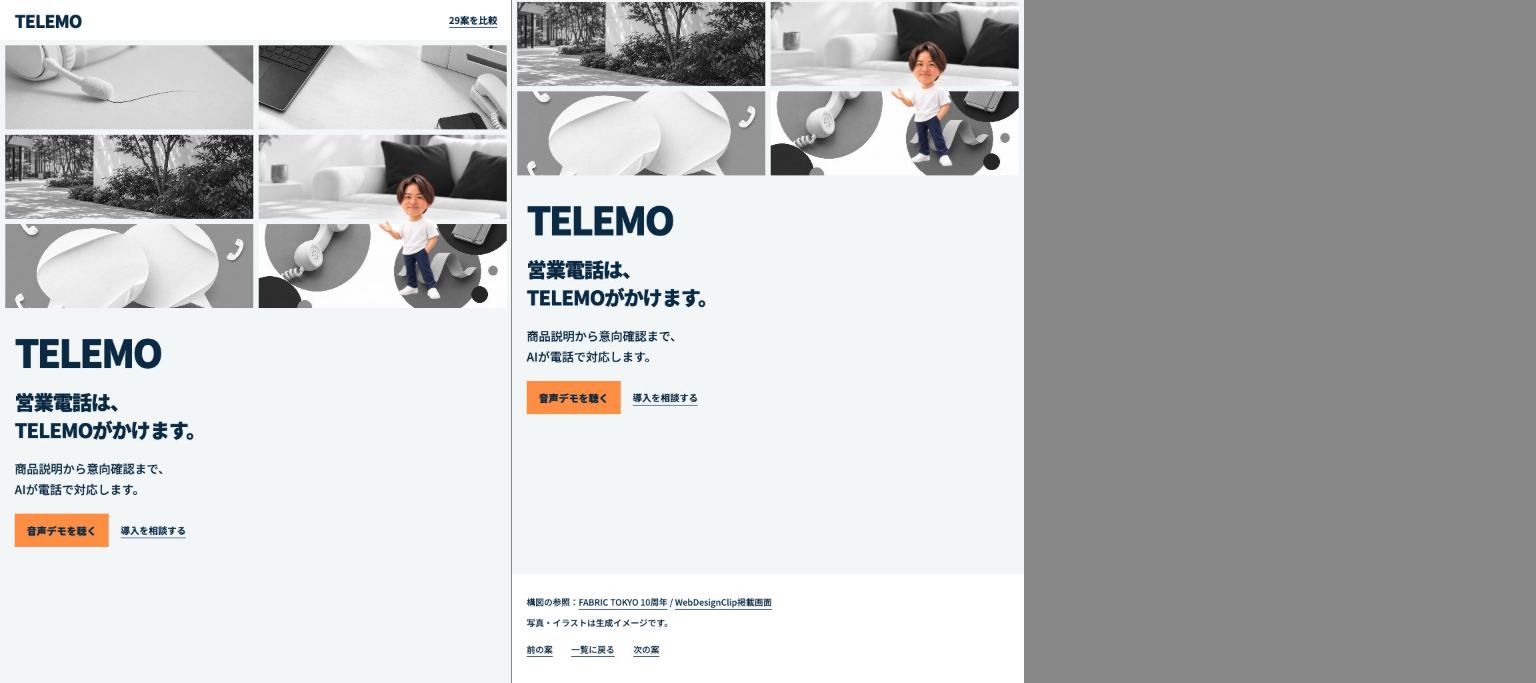 TELEMO
29案を比較
TELEMO
営業電話は、
TELEMOがかけます。
商品説明から意向確認まで、
AIが電話で対応します。
音声デモを聴く
導入を相談する
TELEMO
営業電話は、
TELEMOがかけます。
商品説明から意向確認まで、
AIが電話で対応します。
音声デモを聴く
導入を相談する
構図の参照：FABRIC TOKYO 10周年 / WebDesignClip掲載画面
写真・イラストは生成イメージです。
前の案
一覧に戻る
次の案